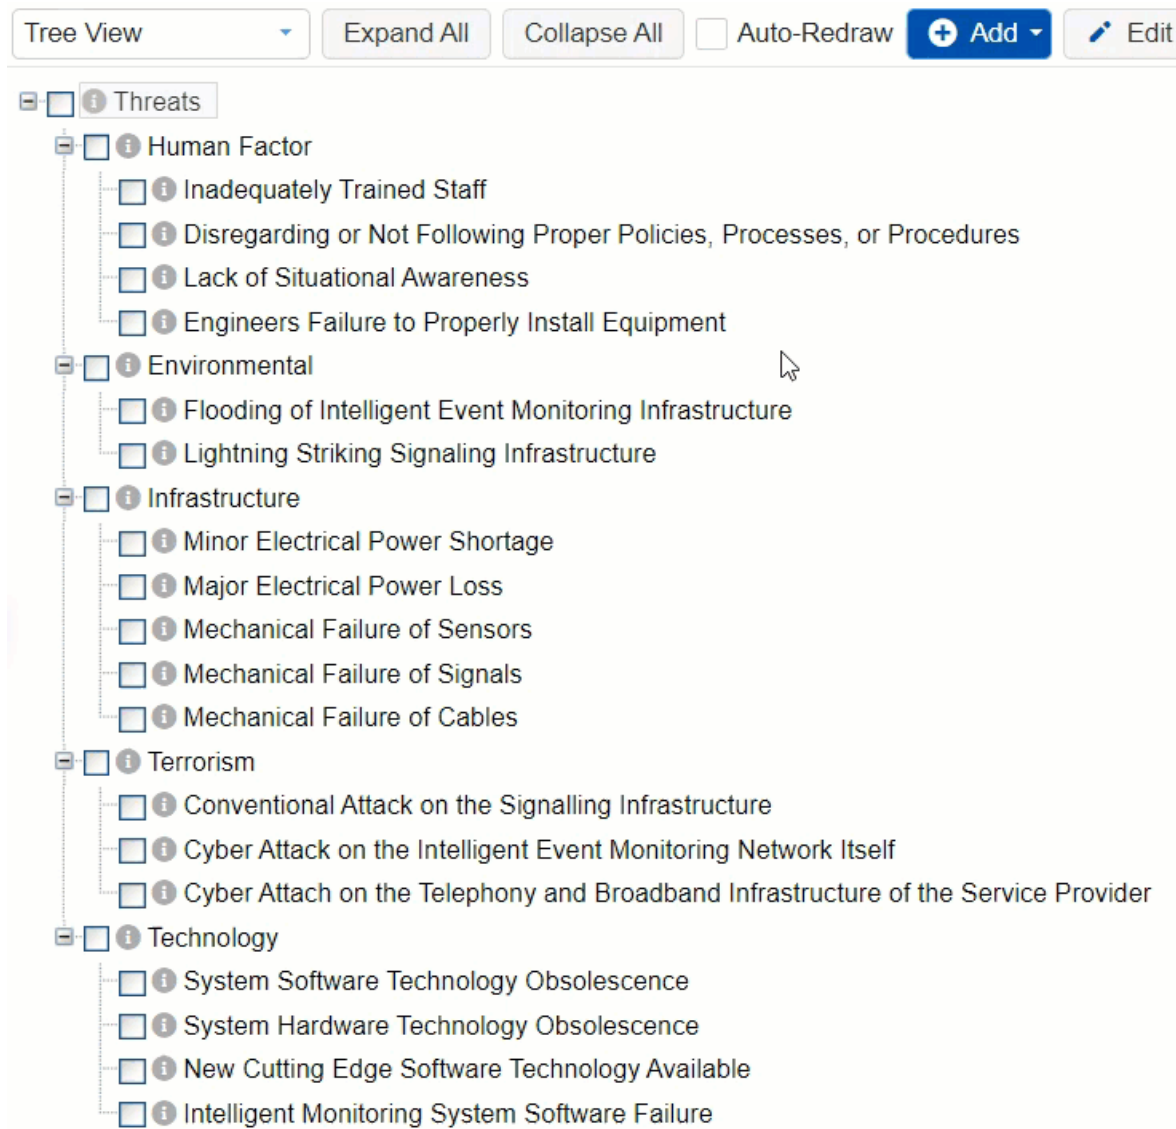 Tree View Expand All Collapse All Auto-Redraw Add Edit
Threats
Human Factor
Inadequately Trained Staff
Disregarding or Not Following Proper Policies, Processes, or Procedures
Lack of Situational Awareness
Engineers Failure to Properly Install Equipment
Environmental
Flooding of Intelligent Event Monitoring Infrastructure
Lightning Striking Signaling Infrastructure
Infrastructure
Minor Electrical Power Shortage
Major Electrical Power Loss
Mechanical Failure of Sensors
Mechanical Failure of Signals
Mechanical Failure of Cables
Terrorism
Conventional Attack on the Signalling Infrastructure
Cyber Attack on the Intelligent Event Monitoring Network Itself
Cyber Attach on the Telephony and Broadband Infrastructure of the Service Provider
Technology
System Software Technology Obsolescence
System Hardware Technology Obsolescence
New Cutting Edge Software Technology Available
Intelligent Monitoring System Software Failure